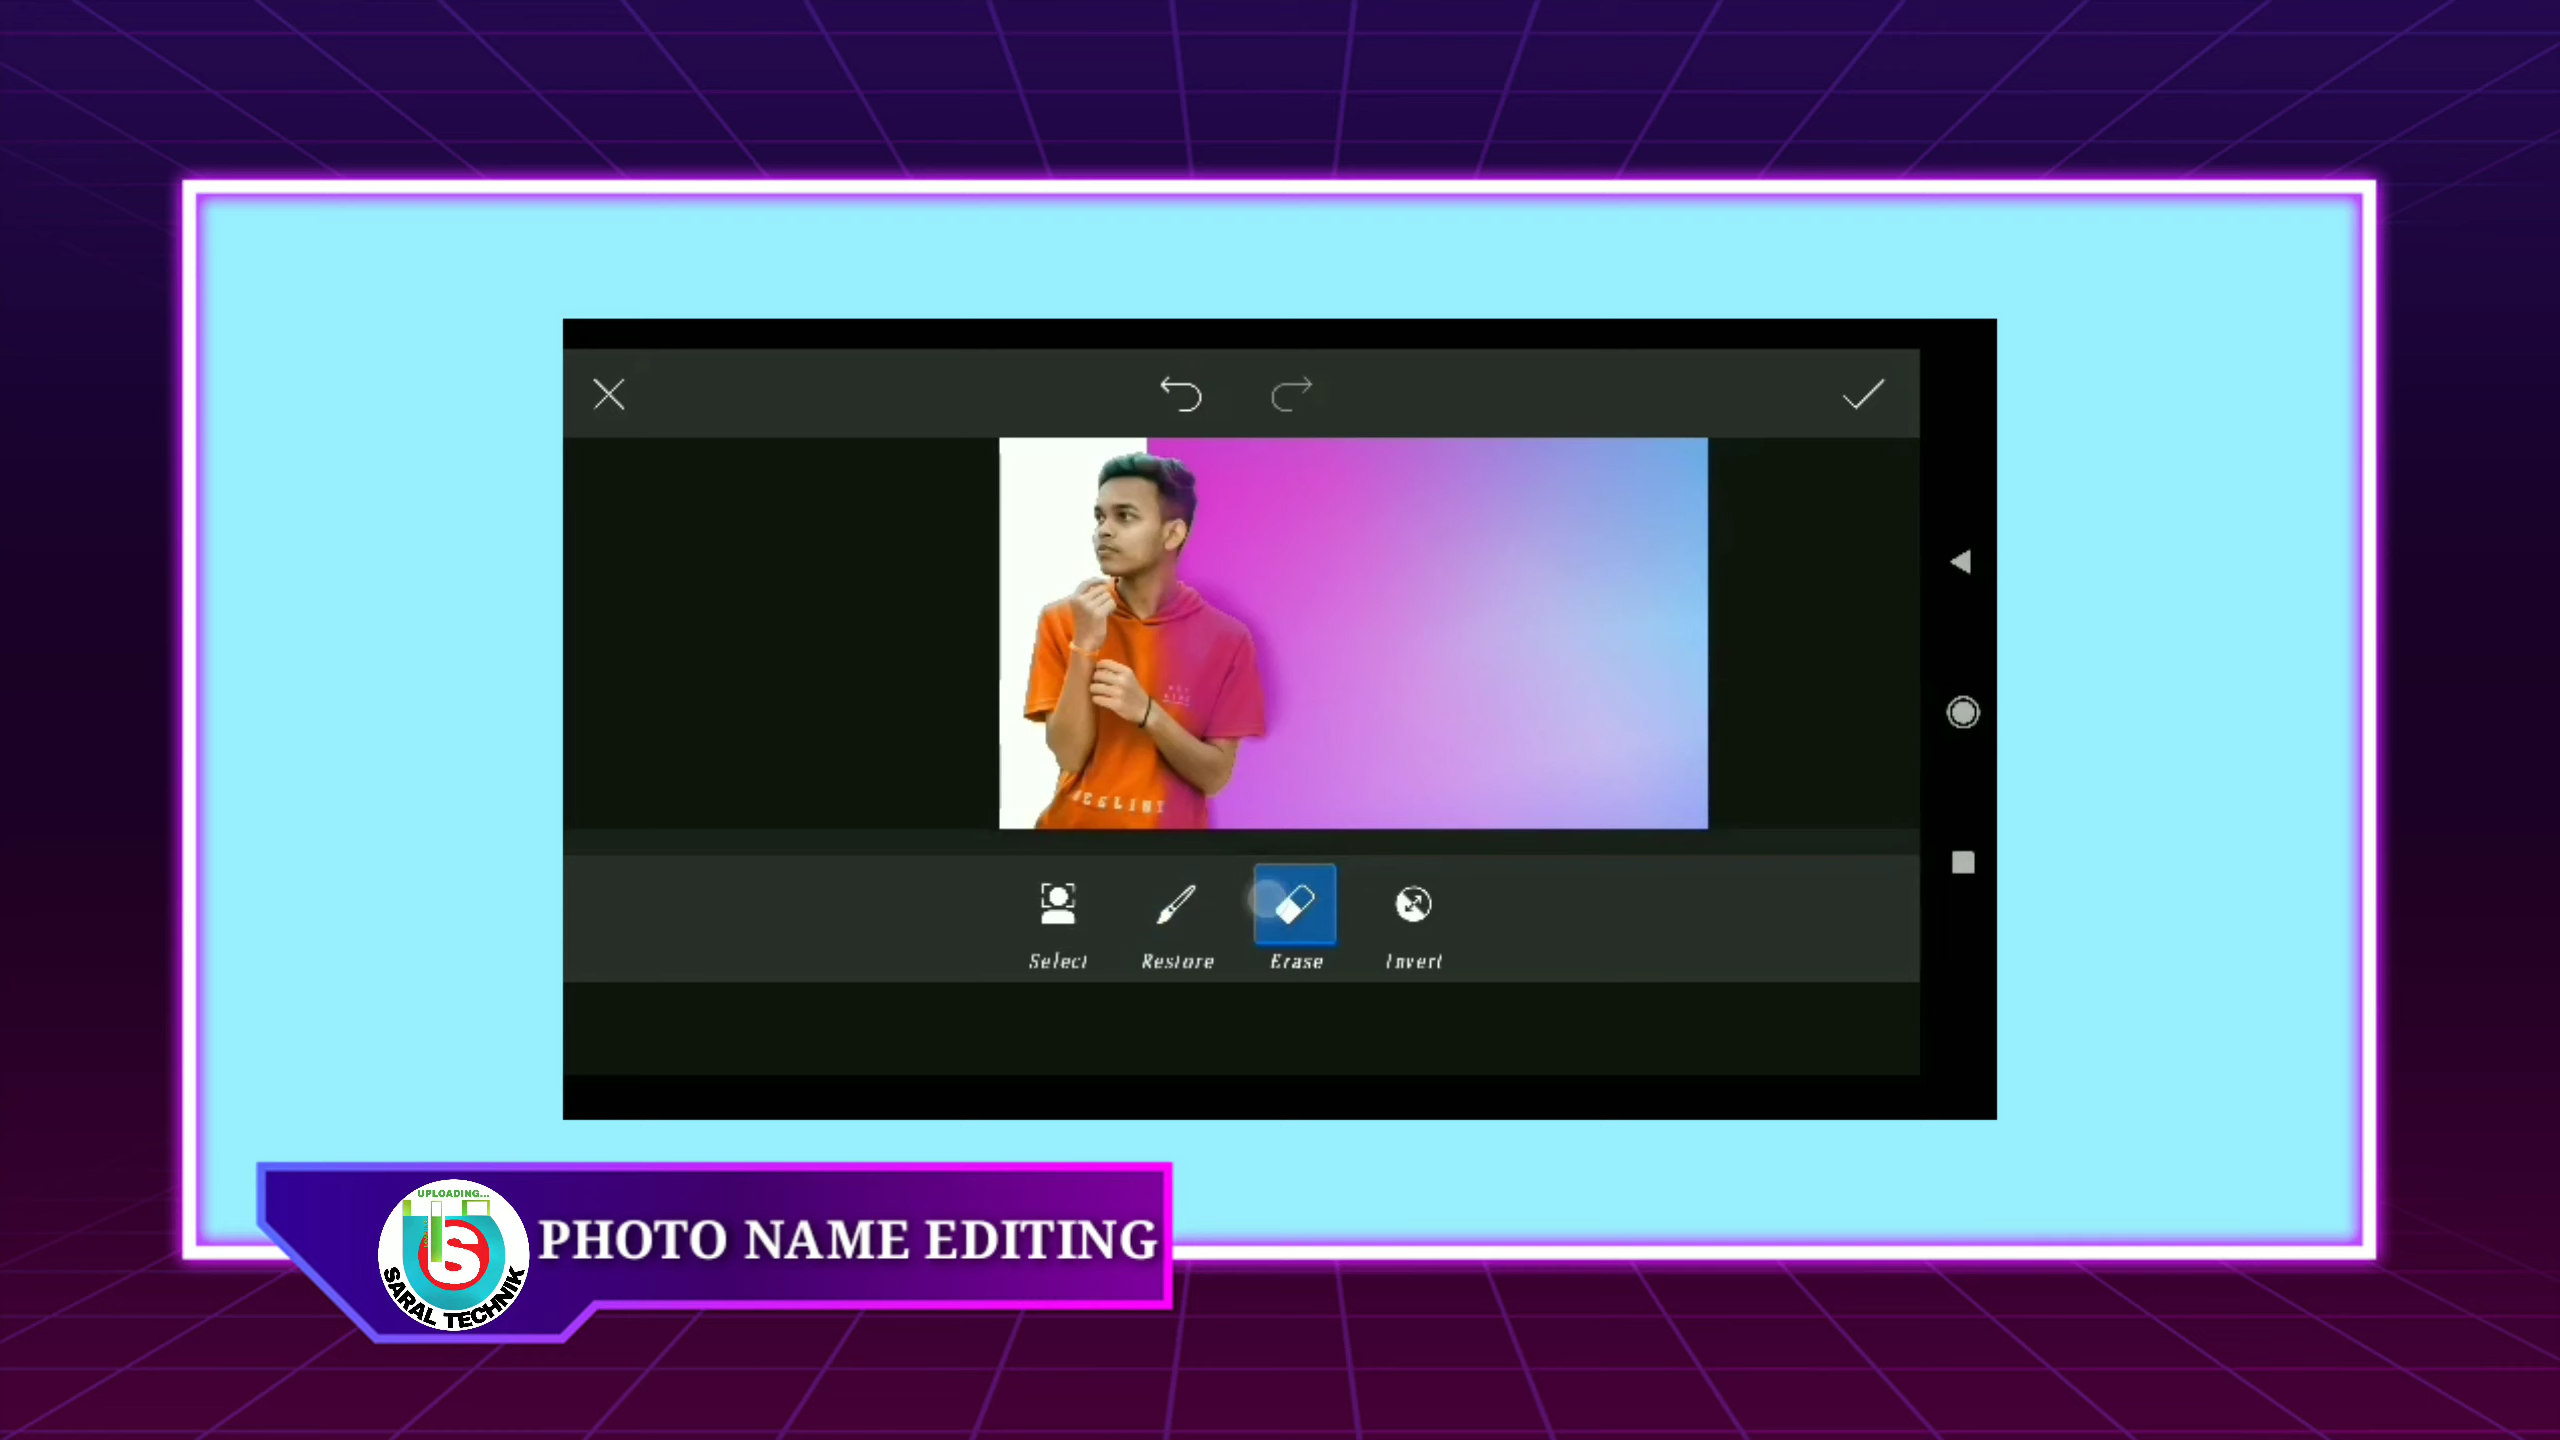 Select
Restore
Erase
Invert
UPLOADING...
SARAL TECHNIK
PHOTO NAME EDITING